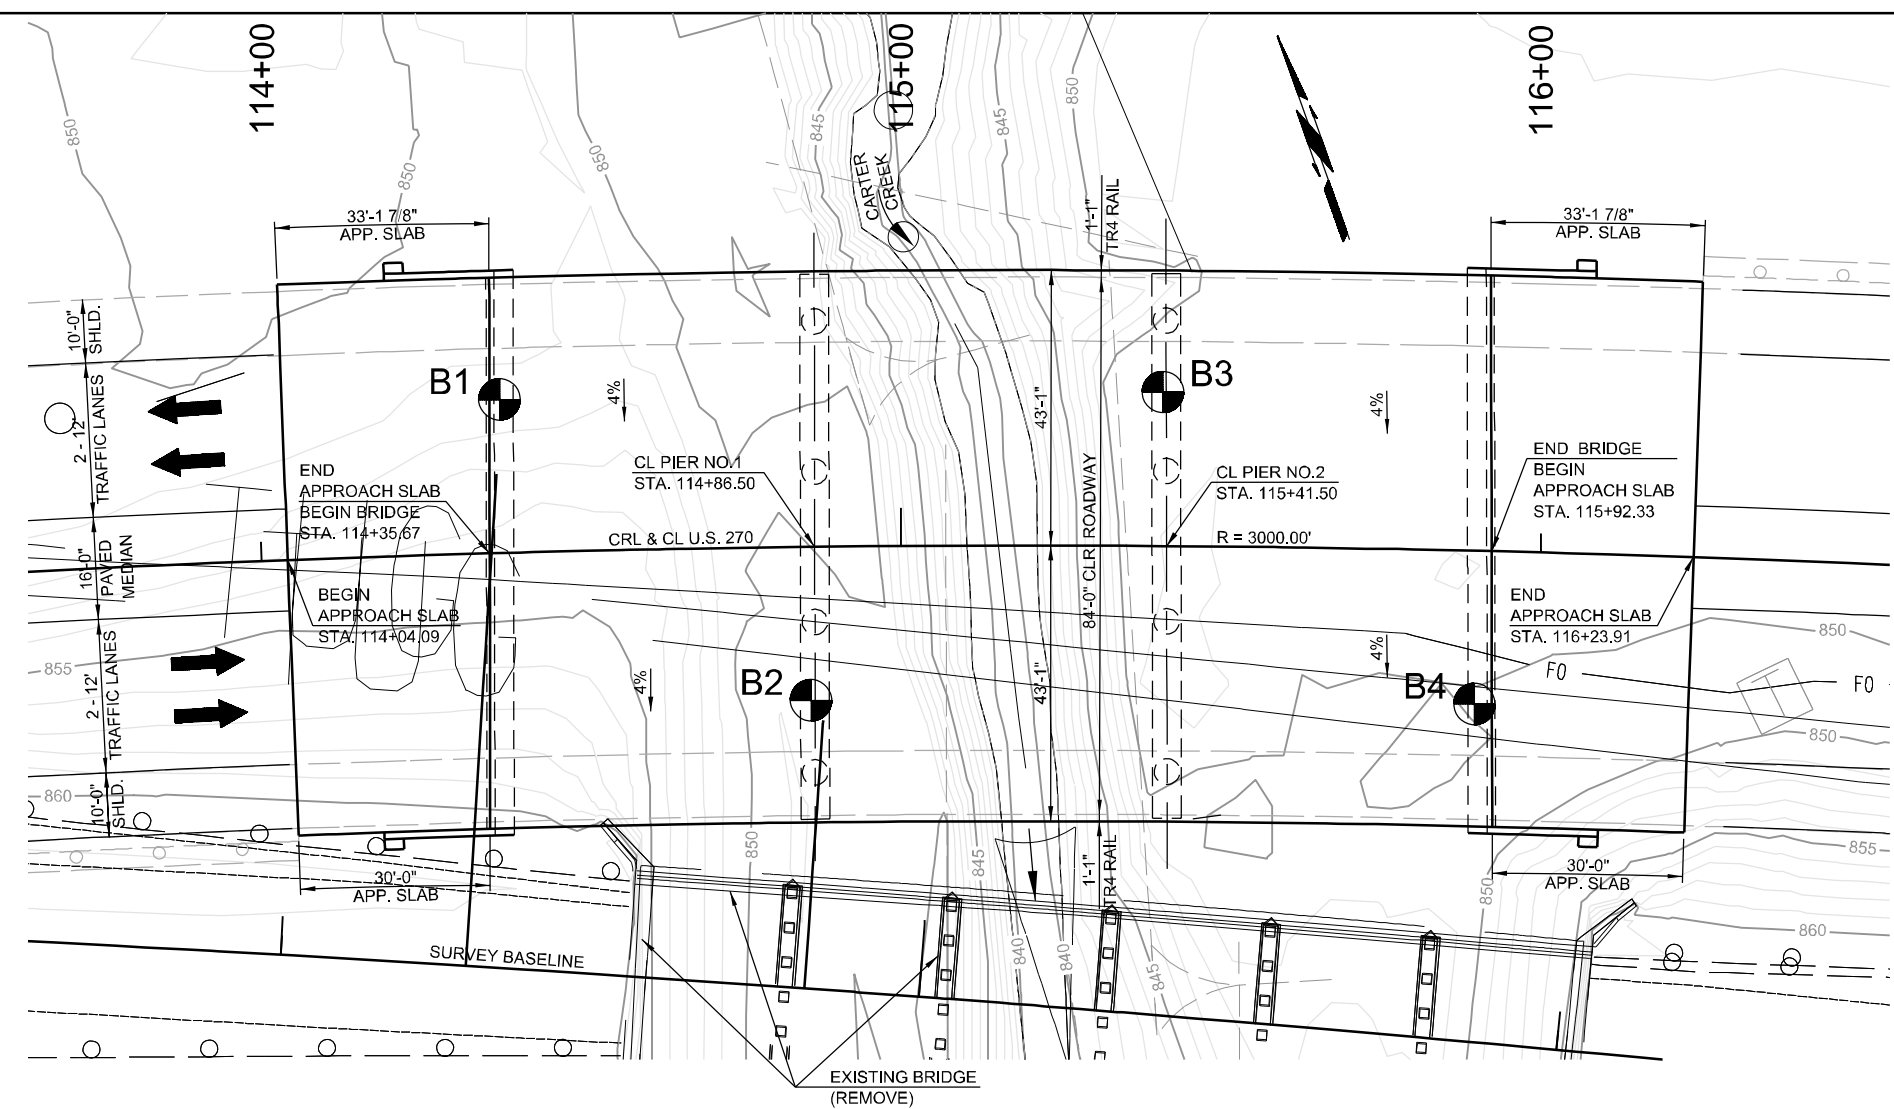 114+00
115+00
116+00
850
850
850
845
845
850
CARTER
CREEK
33'-1 7/8"
APP. SLAB
1'-1"
TR4 RAIL
33'-1 7/8"
APP. SLAB
10'-0"
SHLD.
2 - 12'
TRAFFIC LANES
16'-0"
PAVED
MEDIAN
2 - 12'
TRAFFIC LANES
10'-0"
SHLD.
B1
B3
4%
4%
43'-1"
84'-0" CLR ROADWAY
43'-1"
END
APPROACH SLAB
BEGIN BRIDGE
STA. 114+35.67
CL PIER NO.1
STA. 114+86.50
CL PIER NO.2
STA. 115+41.50
END BRIDGE
BEGIN
APPROACH SLAB
STA. 115+92.33
CRL & CL U.S. 270
R = 3000.00'
BEGIN
APPROACH SLAB
STA. 114+04.09
END
APPROACH SLAB
STA. 116+23.91
850
855
4%
4%
B2
B4
FO
FO
850
860
850
845
855
850
860
1'-1"
TR4 RAIL
30'-0"
APP. SLAB
30'-0"
APP. SLAB
SURVEY BASELINE
840
840
845
EXISTING BRIDGE
(REMOVE)